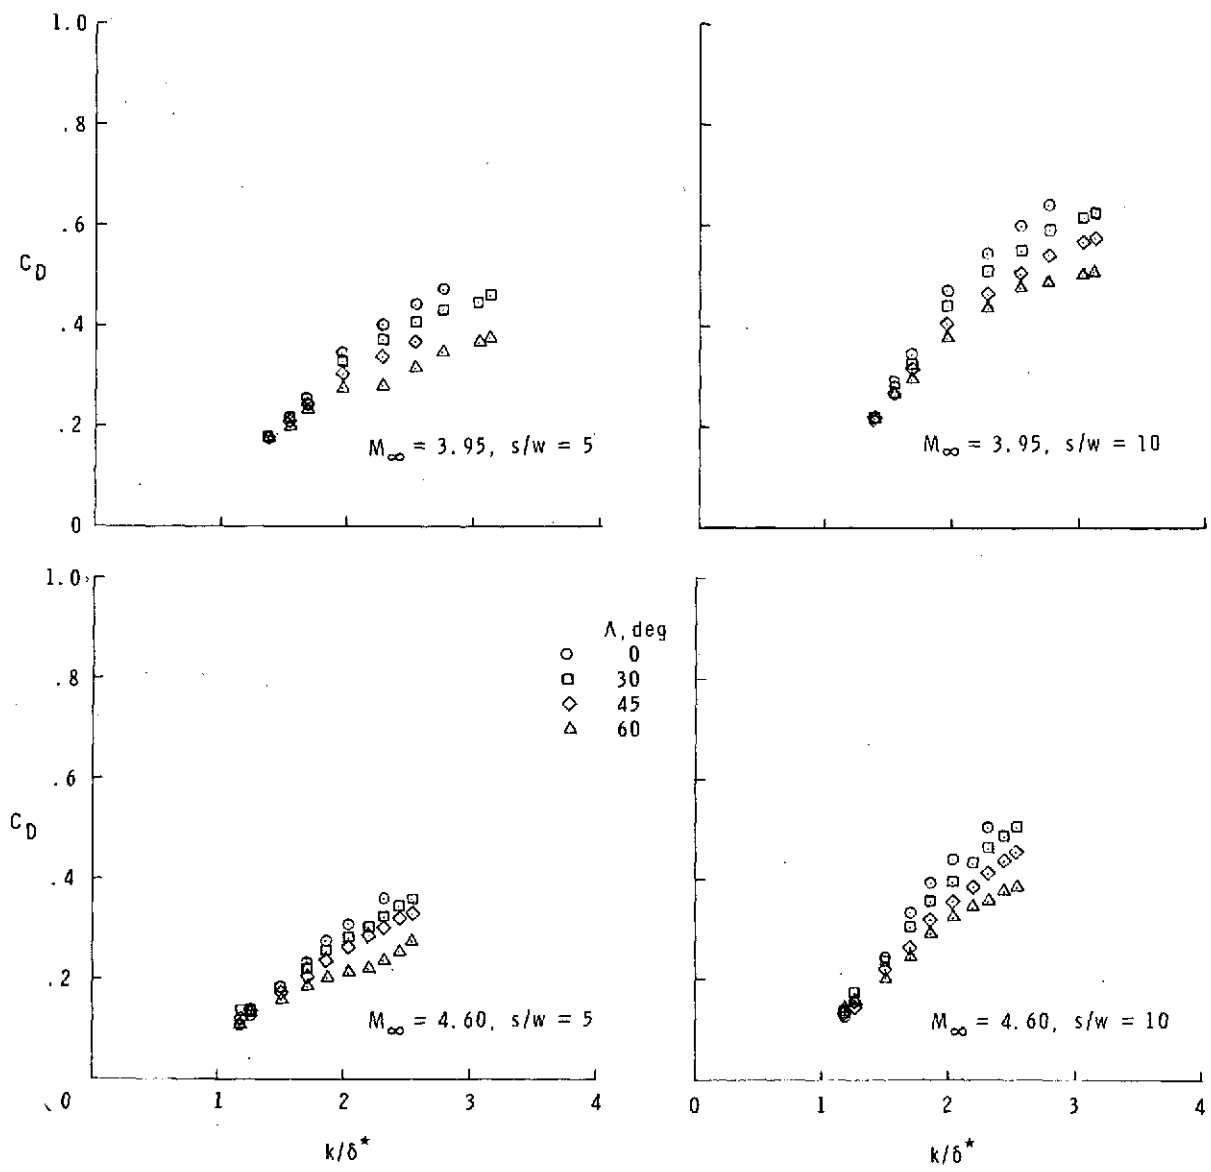 1.0
.8
.6
C_D
.4
.2
0
M_∞ = 3.95, s/w = 5
M_∞ = 3.95, s/w = 10
1.0
.8
.6
C_D
.4
.2
0
Λ, deg
0
30
45
60
M_∞ = 4.60, s/w = 5
M_∞ = 4.60, s/w = 10
1 2 3 4
0 1 2 3 4
k/δ*
k/δ*